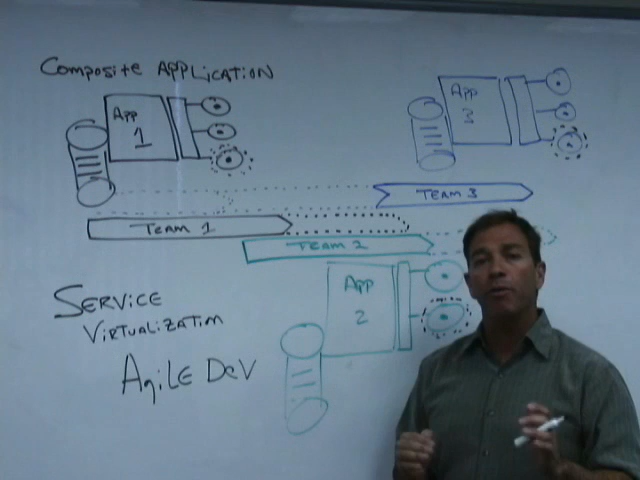 Composite APPLICATION
App
1
App
3
TEAM 3
TEAM 1
TEAM 2
App
2
SERVICE
VIRTUALIZATION
AgiLE DEV